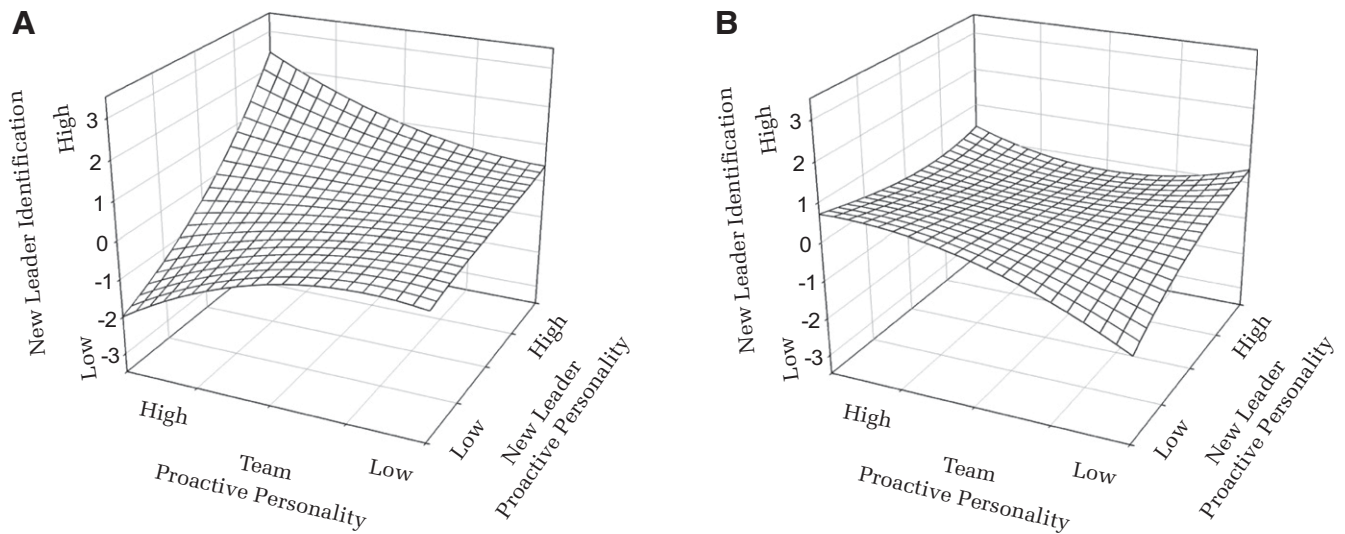 A
New Leader Identification
High
Low
3
2
1
0
-1
-2
-3
High
Team
Low
Proactive Personality
Low
High
New Leader
Proactive Personality
B
New Leader Identification
High
Low
3
2
1
0
-1
-2
-3
High
Team
Low
Proactive Personality
Low
High
New Leader
Proactive Personality